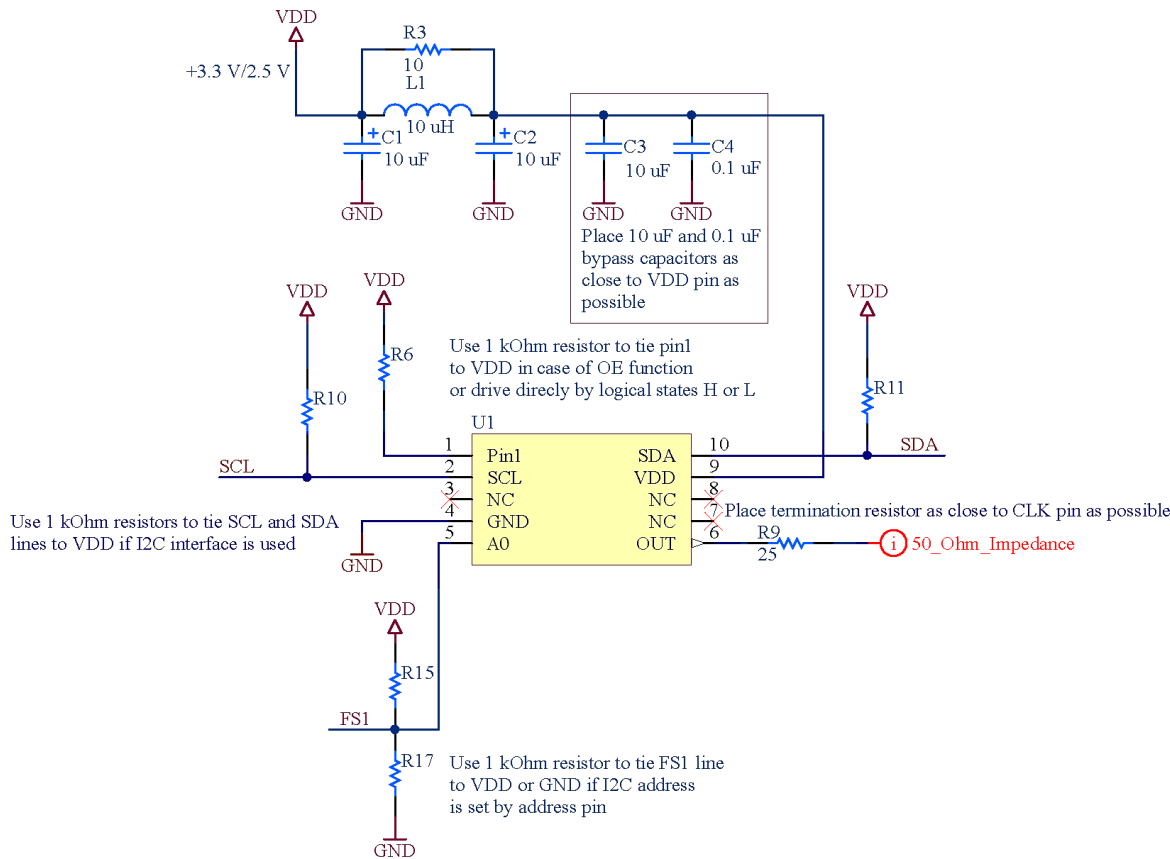 VDD
+3.3 V/2.5 V
R3
10
L1
10 uH
C1
10 uF
C2
10 uF
C3
10 uF
C4
0.1 uF
GND
GND
GND
GND
Place 10 uF and 0.1 uF
bypass capacitors as
close to VDD pin as
possible
VDD
VDD
VDD
R10
R6
R11
Use 1 kOhm resistor to tie pin1
to VDD in case of OE function
or drive direcly by logical states H or L
U1
1
Pin1
2
SCL
3
NC
4
GND
5
A0
10
SDA
9
VDD
8
NC
7
NC
6
OUT
SCL
SDA
Use 1 kOhm resistors to tie SCL and SDA
lines to VDD if I2C interface is used
GND
Place termination resistor as close to CLK pin as possible
R9
25
i
50_Ohm_Impedance
VDD
R15
FS1
R17
GND
Use 1 kOhm resistor to tie FS1 line
to VDD or GND if I2C address
is set by address pin